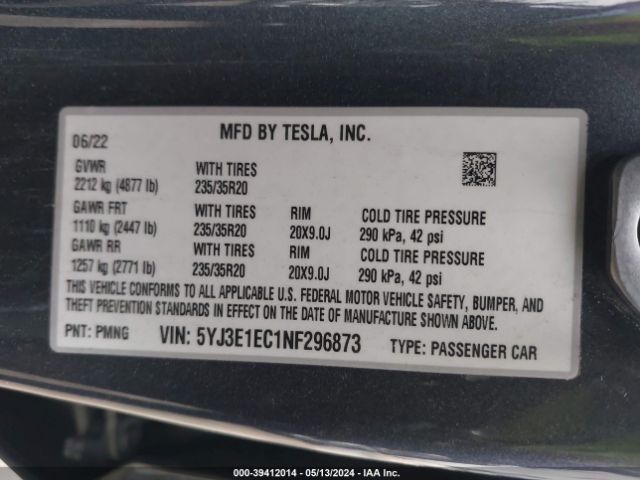 MFD BY TESLA, INC.
06/22
GVWR WITH TIRES
2212 kg (4877 lb) 235/35R20
GAWR FRT WITH TIRES RIM COLD TIRE PRESSURE
1110 kg (2447 lb) 235/35R20 20X9.0J 290 kPa, 42 psi
GAWR RR WITH TIRES RIM COLD TIRE PRESSURE
1257 kg (2771 lb) 235/35R20 20X9.0J 290 kPa, 42 psi
THIS VEHICLE CONFORMS TO ALL APPLICABLE U.S. FEDERAL MOTOR VEHICLE SAFETY, BUMPER, AND
THEFT PREVENTION STANDARDS IN EFFECT ON THE DATE OF MANUFACTURE SHOWN ABOVE.
PNT: PMNG VIN: 5YJ3E1EC1NF296873 TYPE: PASSENGER CAR
000-39412014 - 05/13/2024 - IAA Inc.